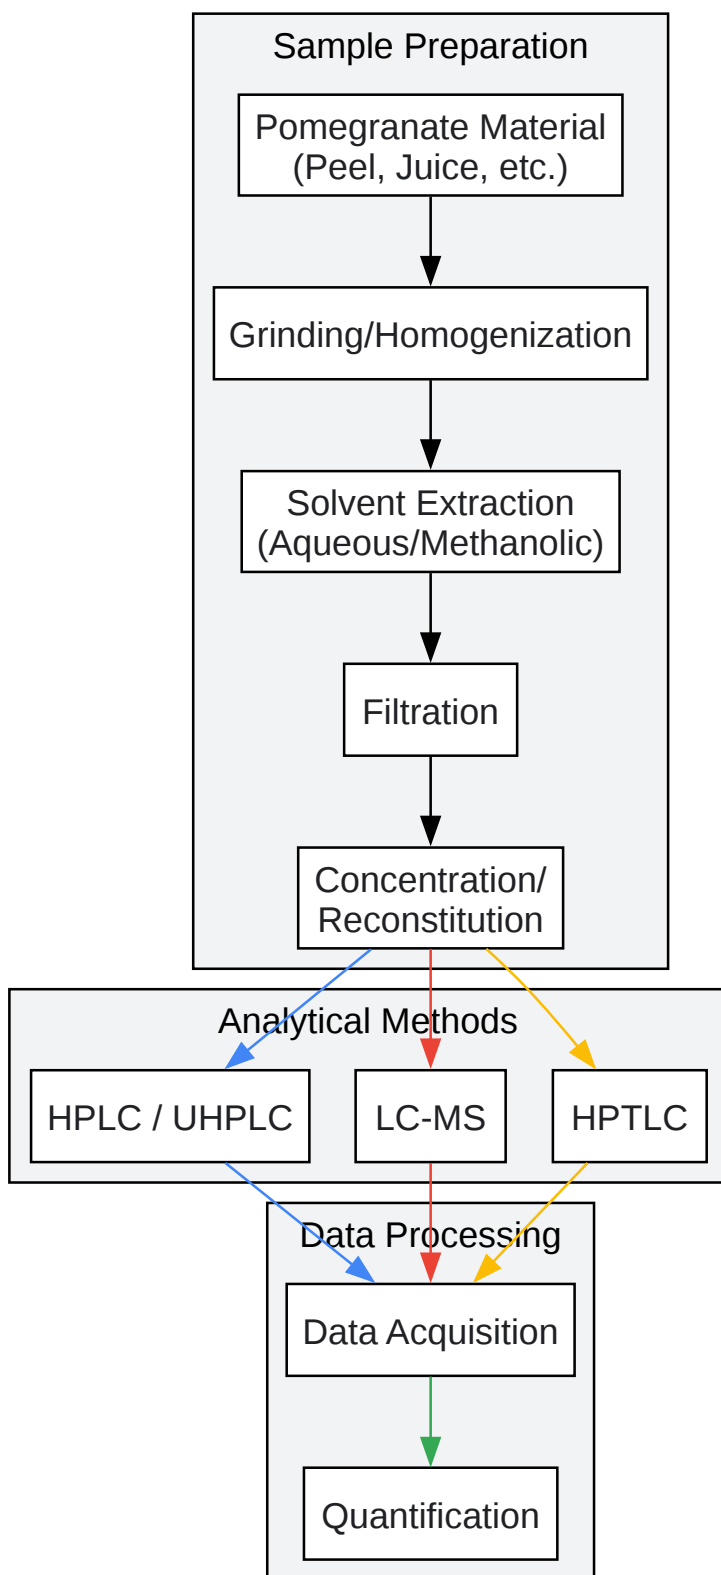 Sample Preparation
Pomegranate Material
(Peel, Juice, etc.)
Grinding/Homogenization
Solvent Extraction
(Aqueous/Methanolic)
Filtration
Concentration/
Reconstitution
Analytical Methods
HPLC / UHPLC
LC-MS
HPTLC
Data Processing
Data Acquisition
Quantification